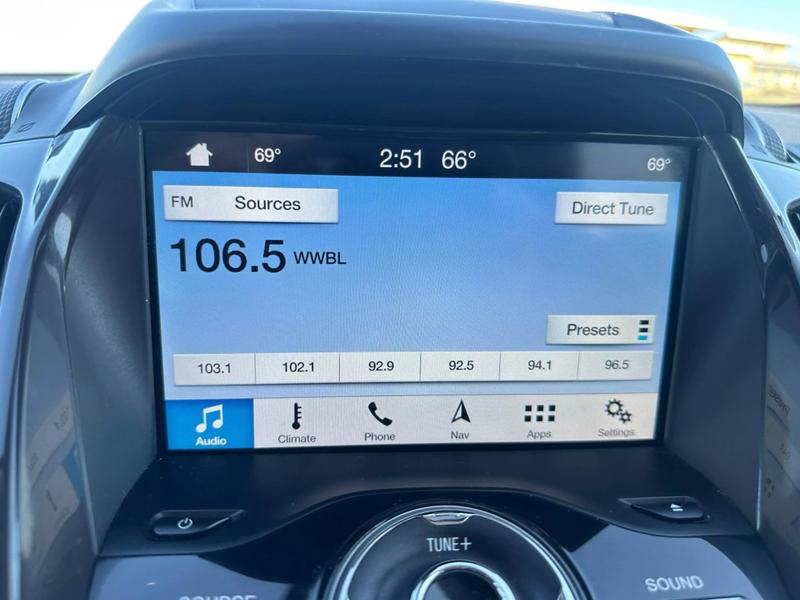 69° 2:51 66° 69°
FM Sources Direct Tune
106.5 WWBL
Presets
103.1 102.1 92.9 92.5 94.1 96.5
Audio Climate Phone Nav Apps Settings
TUNE+
SOURCE SOUND